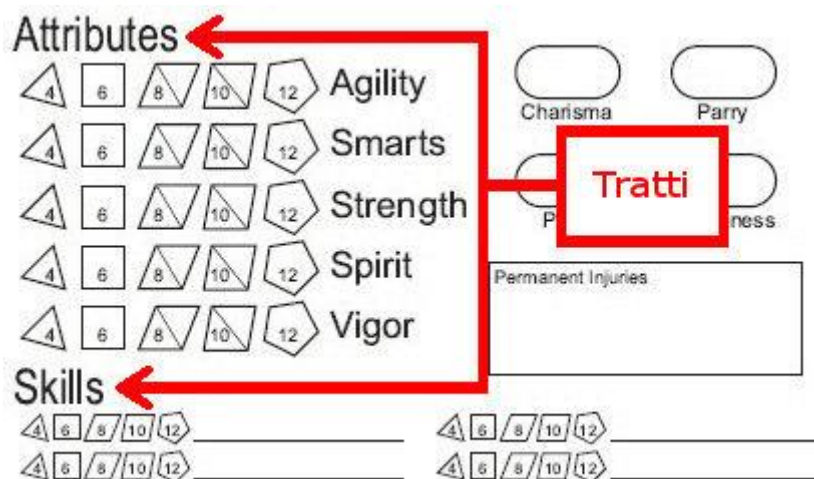 Attributes
4 6 8 10 12 Agility
4 6 8 10 12 Smarts
4 6 8 10 12 Strength
4 6 8 10 12 Spirit
4 6 8 10 12 Vigor
Charisma Parry
Tratti
P ness
Permanent Injuries
Skills
4 6 8 10 12 4 6 8 10 12
4 6 8 10 12 4 6 8 10 12